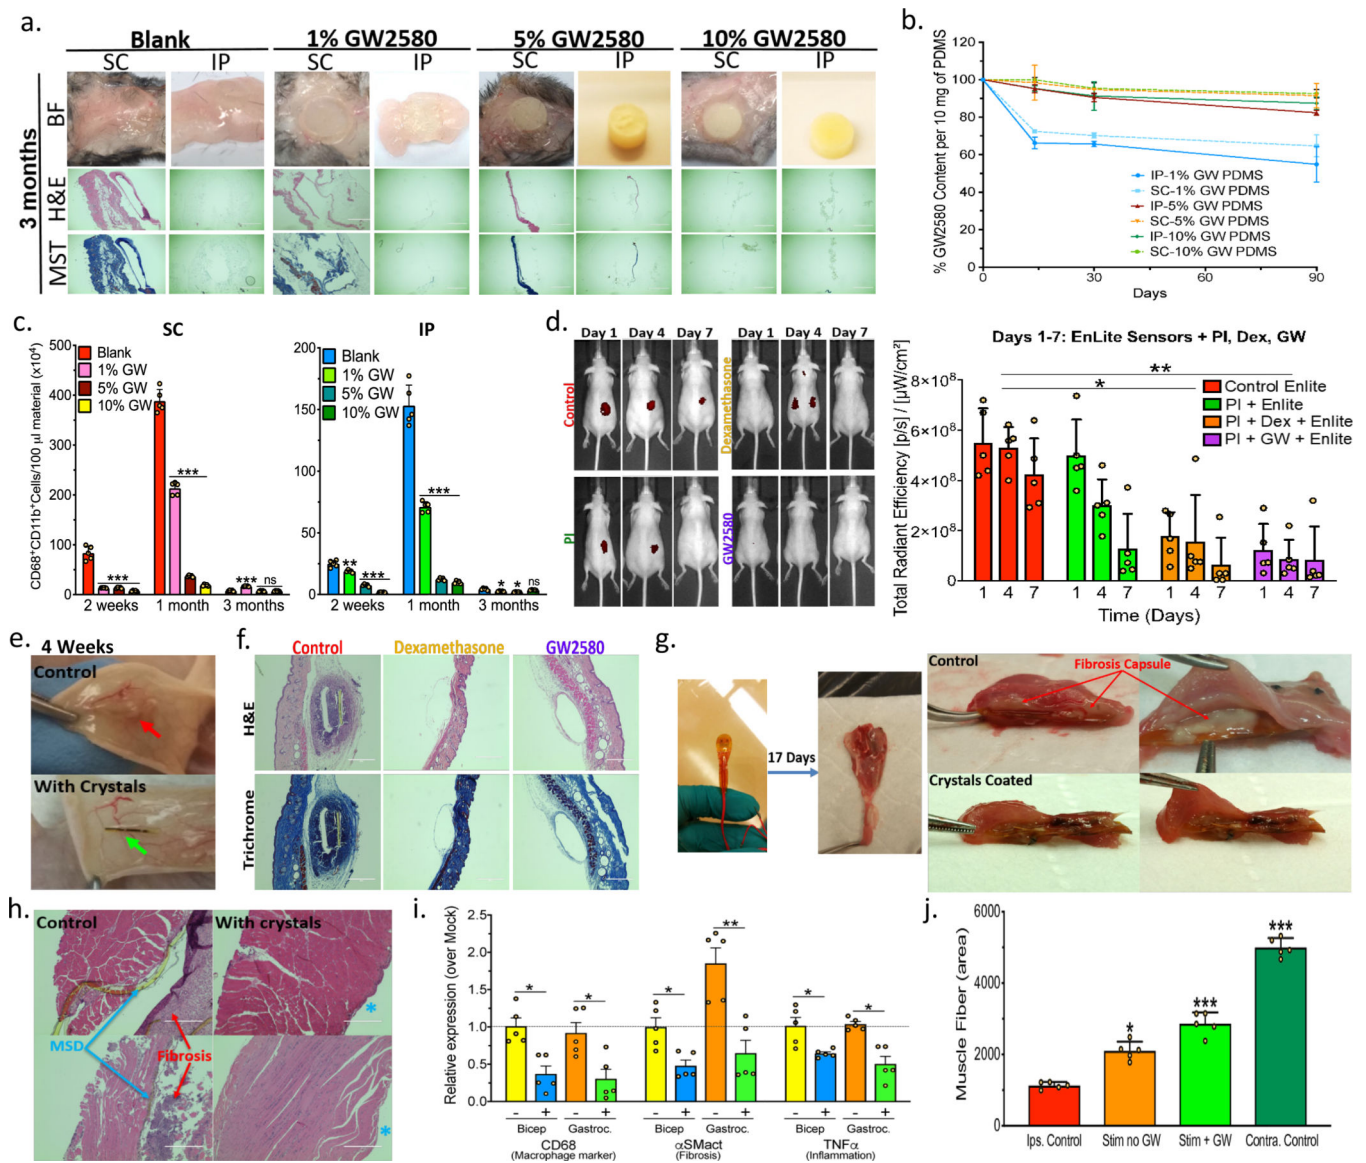 a.
Blank 1% GW2580 5% GW2580 10% GW2580
SC IP SC IP SC IP SC IP
3 months
BF
H&E
MST
b.
% GW2580 Content per 10 mg of PDMS
120
100
80
60
40
20
0
0 30 60 90
Days
IP-1% GW PDMS
SC-1% GW PDMS
IP-5% GW PDMS
SC-5% GW PDMS
IP-10% GW PDMS
SC-10% GW PDMS
c.
SC
CD68+CD11b+Cells/100 µl material (x10⁴)
500
400
300
200
100
0
Blank
1% GW
5% GW
10% GW
*** *** *** ns
2 weeks 1 month 3 months
IP
200
150
100
50
0
Blank
1% GW
5% GW
10% GW
** *** *** * * ns
2 weeks 1 month 3 months
d.
Day 1 Day 4 Day 7 Day 1 Day 4 Day 7
Control
Dexamethasone
PI
GW2580
Days 1-7: EnLite Sensors + PI, Dex, GW
Total Radiant Efficiency [p/s] / [µW/cm²]
8×10⁸
6×10⁸
4×10⁸
2×10⁸
0
**
*
Control Enlite
PI + Enlite
PI + Dex + Enlite
PI + GW + Enlite
1 4 7 1 4 7 1 4 7 1 4 7
Time (Days)
e.
4 Weeks
Control
With Crystals
f.
Control Dexamethasone GW2580
H&E
Trichrome
g.
17 Days
Control
Fibrosis Capsule
Crystals Coated
h.
Control With crystals
MSD
Fibrosis
*
*
i.
Relative expression (over Mock)
2.5
2.0
1.5
1.0
0.5
0
* * * ** * *
- + - + - + - + - + - +
Bicep Gastroc. Bicep Gastroc. Bicep Gastroc.
CD68 αSMact TNFα
(Macrophage marker) (Fibrosis) (Inflammation)
j.
Muscle Fiber (area)
6000
4000
2000
0
* *** ***
Ips. Control Stim no GW Stim + GW Contra. Control